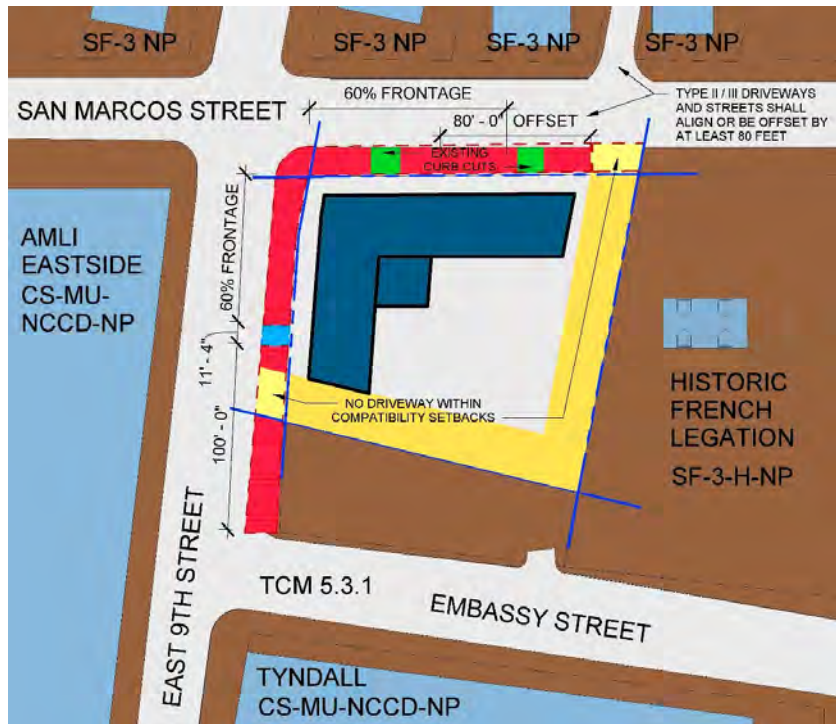 SF-3 NP
SF-3 NP
SF-3 NP
SF-3 NP
SAN MARCOS STREET
60% FRONTAGE
80' - 0" OFFSET
TYPE II / III DRIVEWAYS
AND STREETS SHALL
ALIGN OR BE OFFSET BY
AT LEAST 80 FEET
EXISTING
CURB CUTS
AMLI
EASTSIDE
CS-MU-
NCCD-NP
60% FRONTAGE
11' - 4"
100' - 0"
NO DRIVEWAY WITHIN
COMPATIBILITY SETBACKS
HISTORIC
FRENCH
LEGATION
SF-3-H-NP
EAST 9TH STREET
TCM 5.3.1
EMBASSY STREET
TYNDALL
CS-MU-NCCD-NP